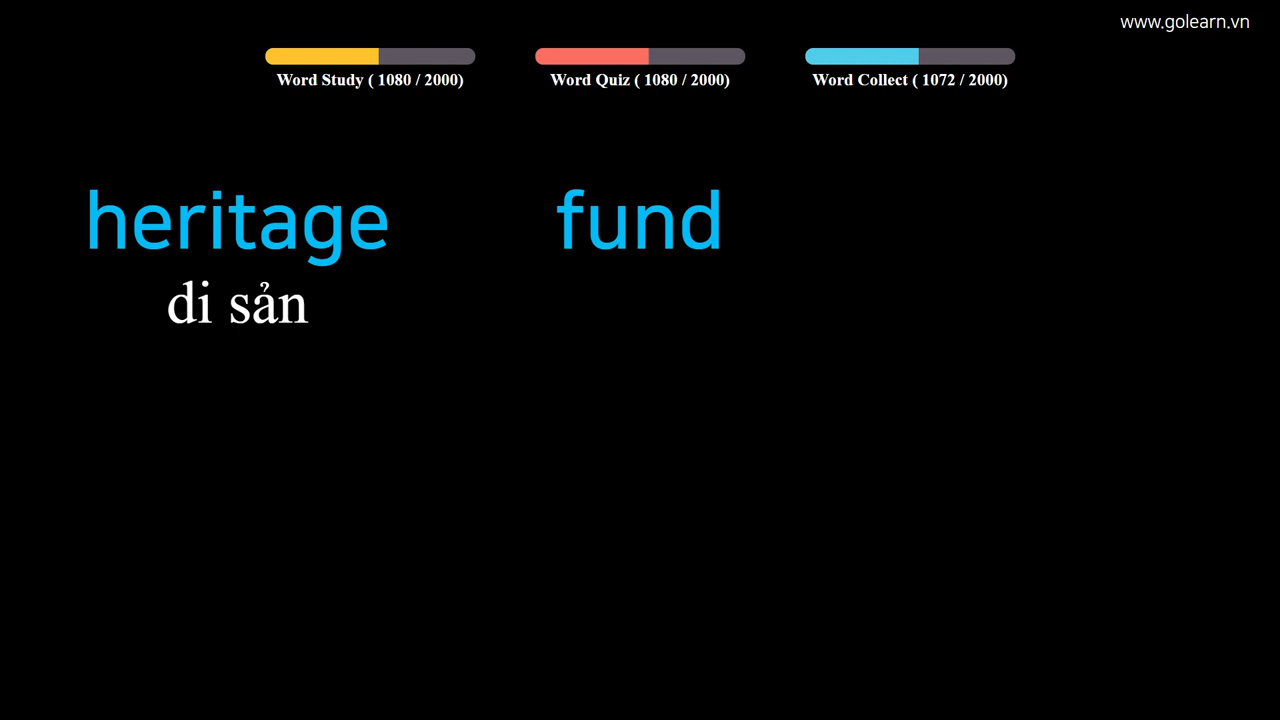 www.golearn.vn
Word Study ( 1080 / 2000)
Word Quiz ( 1080 / 2000)
Word Collect ( 1072 / 2000)
heritage
fund
di sản